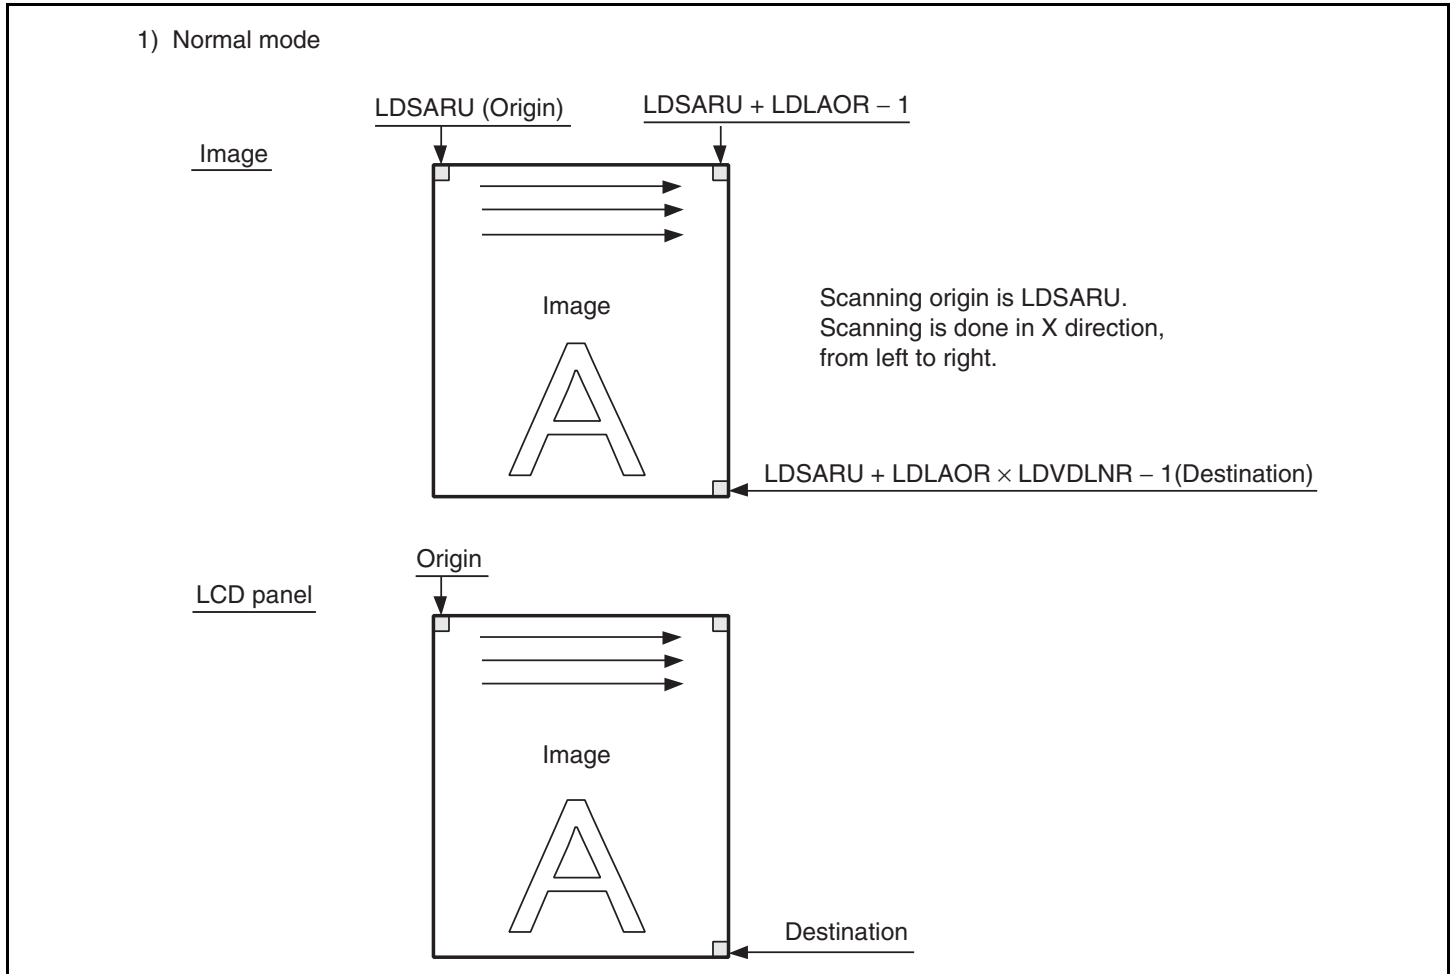 1) Normal mode
LDSARU (Origin)
LDSARU + LDLAOR − 1
Image
Image
A
Scanning origin is LDSARU.
Scanning is done in X direction,
from left to right.
LDSARU + LDLAOR × LDVDLNR − 1(Destination)
Origin
LCD panel
Image
A
Destination